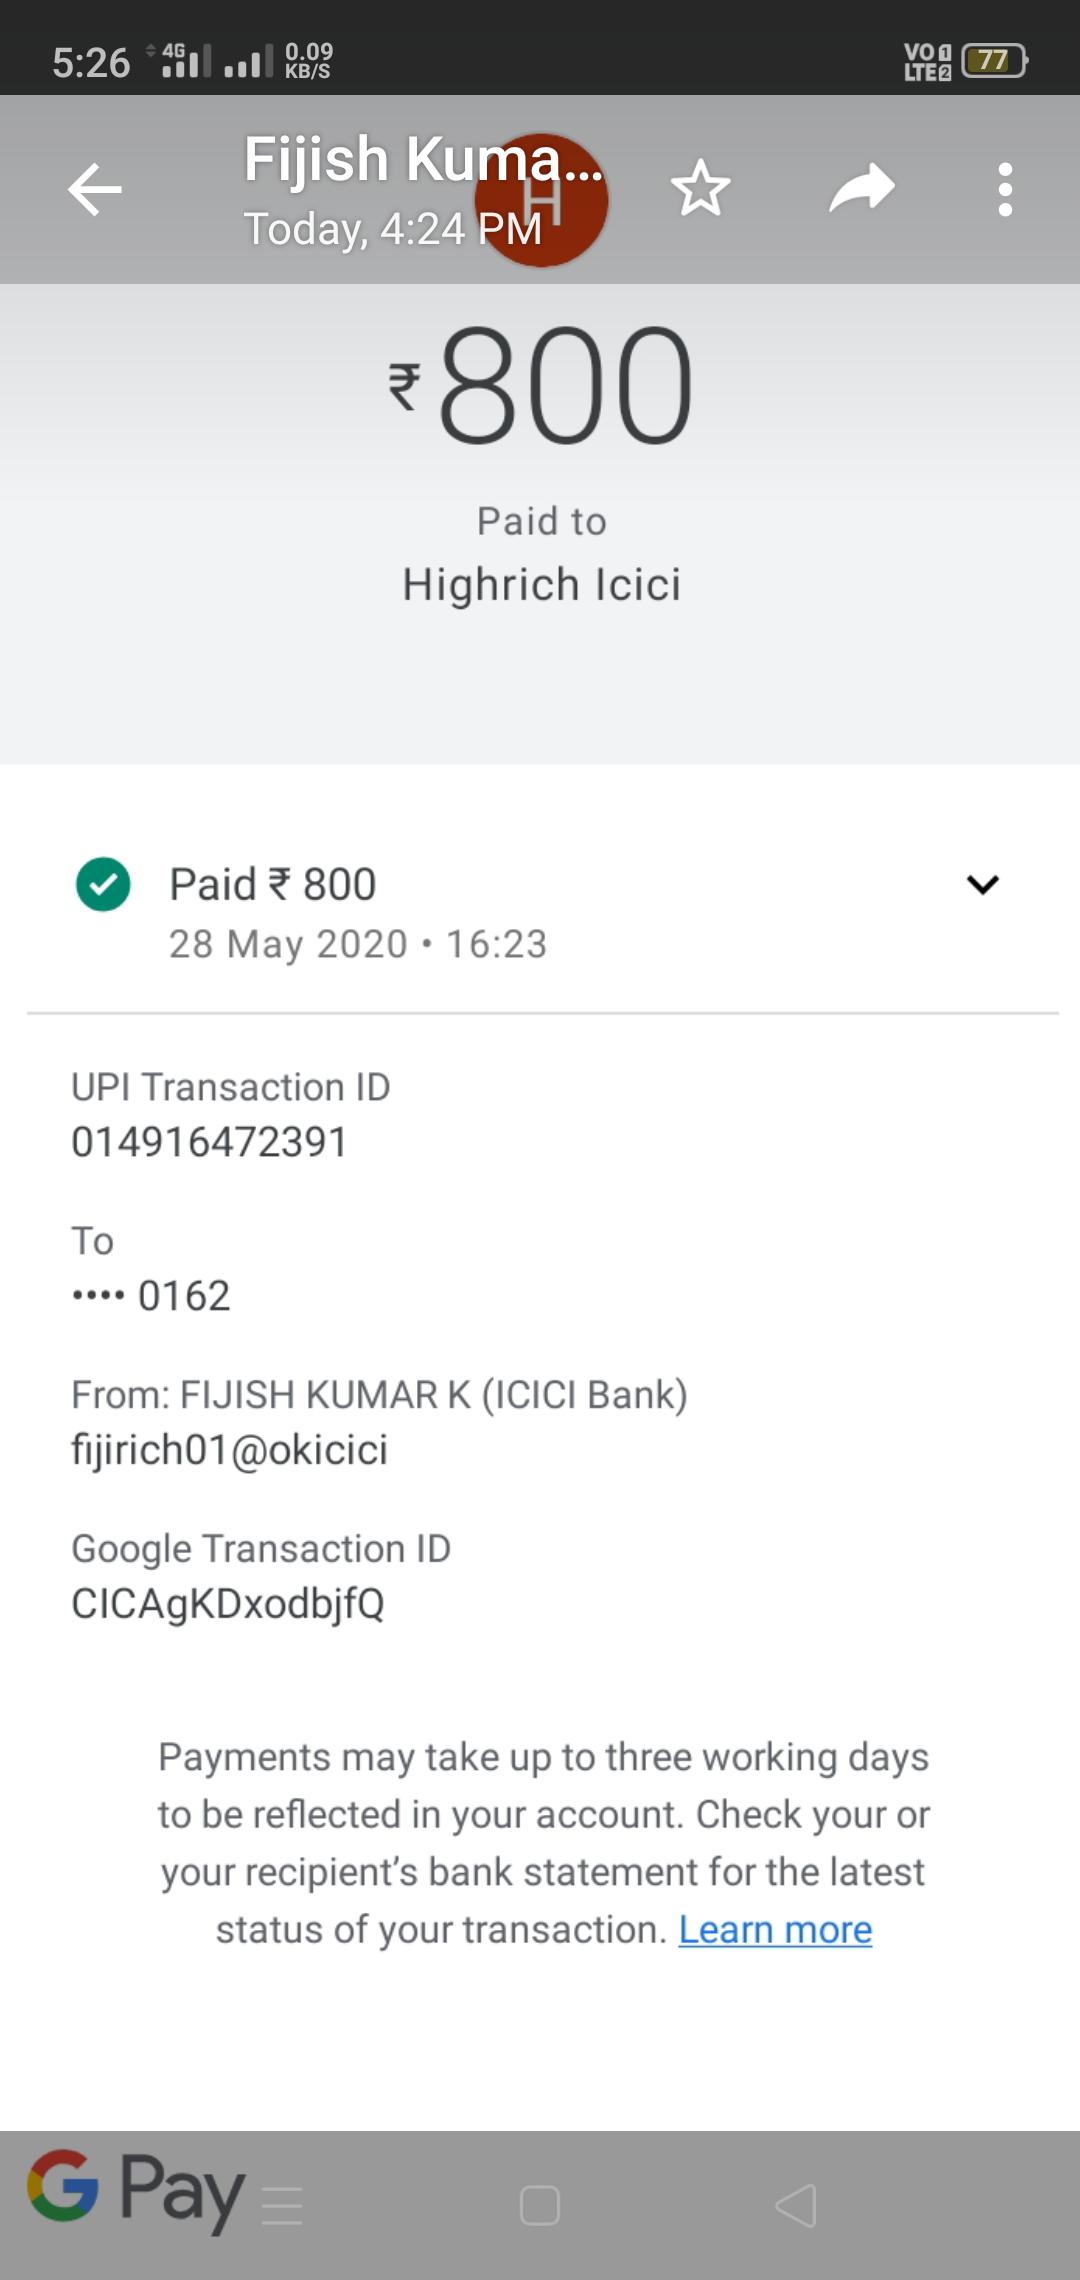 5:26 4G 0.09 KB/S VO 1 LTE 2 77
Fijish Kuma...
Today, 4:24 PM
H
₹800
Paid to
Highrich Icici
Paid ₹ 800
28 May 2020 • 16:23
UPI Transaction ID
014916472391
To
•••• 0162
From: FIJISH KUMAR K (ICICI Bank)
fijirich01@okicici
Google Transaction ID
CICAgKDxodbjfQ
Payments may take up to three working days
to be reflected in your account. Check your or
your recipient's bank statement for the latest
status of your transaction. Learn more
G Pay